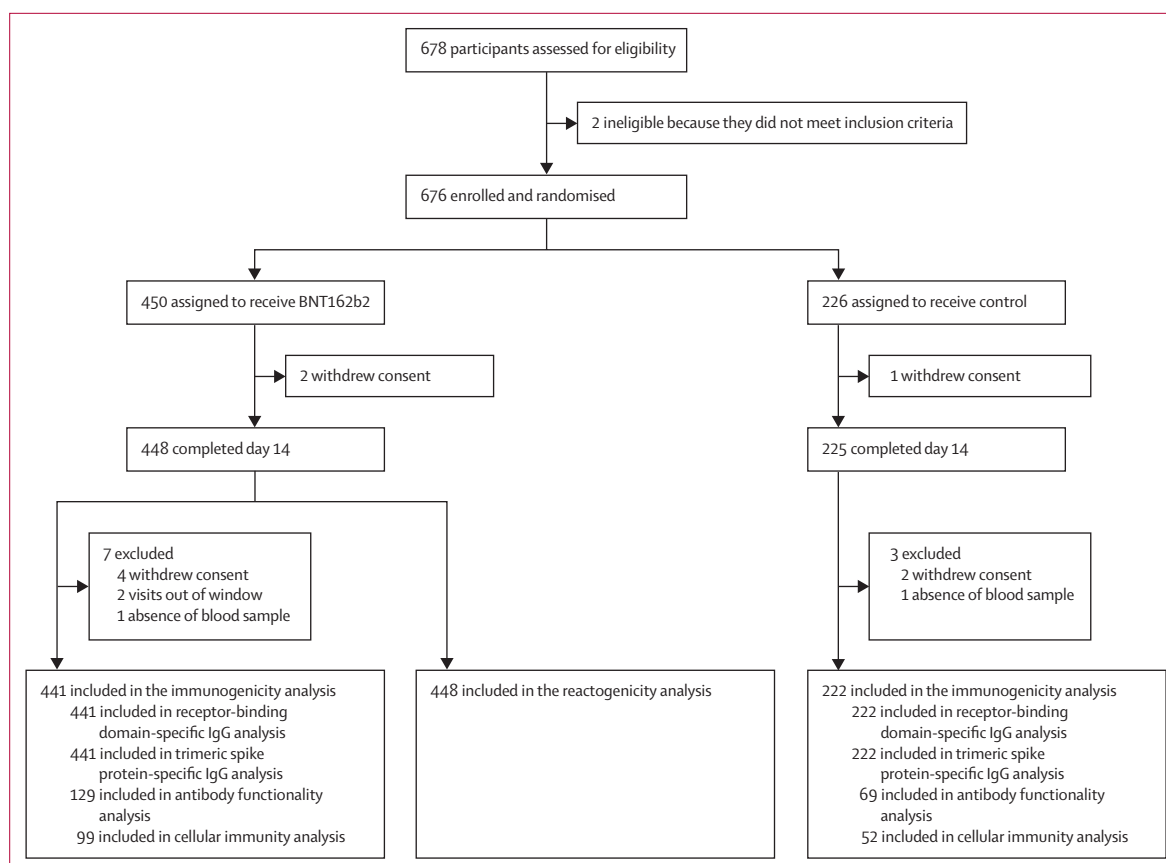 678 participants assessed for eligibility
2 ineligible because they did not meet inclusion criteria
676 enrolled and randomised
450 assigned to receive BNT162b2
226 assigned to receive control
2 withdrew consent
1 withdrew consent
448 completed day 14
225 completed day 14
7 excluded
4 withdrew consent
2 visits out of window
1 absence of blood sample
3 excluded
2 withdrew consent
1 absence of blood sample
441 included in the immunogenicity analysis
441 included in receptor-binding
domain-specific IgG analysis
441 included in trimeric spike
protein-specific IgG analysis
129 included in antibody functionality
analysis
99 included in cellular immunity analysis
448 included in the reactogenicity analysis
222 included in the immunogenicity analysis
222 included in receptor-binding
domain-specific IgG analysis
222 included in trimeric spike
protein-specific IgG analysis
69 included in antibody functionality
analysis
52 included in cellular immunity analysis